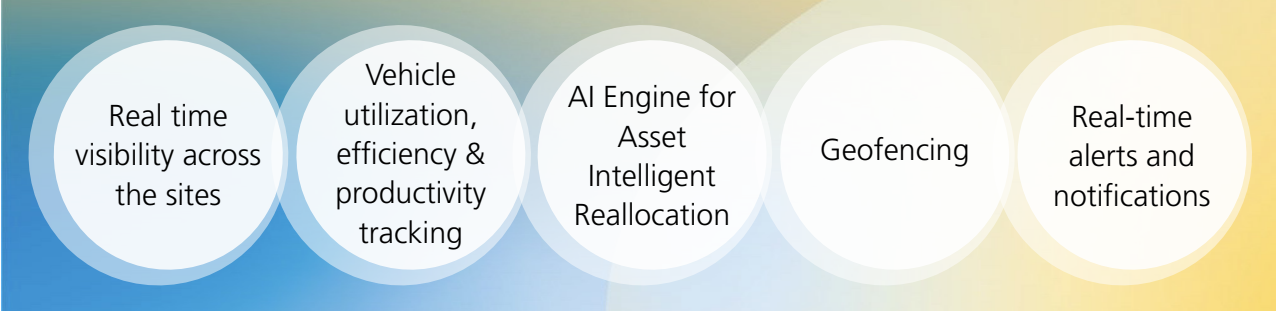 Real time
visibility across
the sites
Vehicle
utilization,
efficiency &
productivity
tracking
AI Engine for
Asset
Intelligent
Reallocation
Geofencing
Real-time
alerts and
notifications